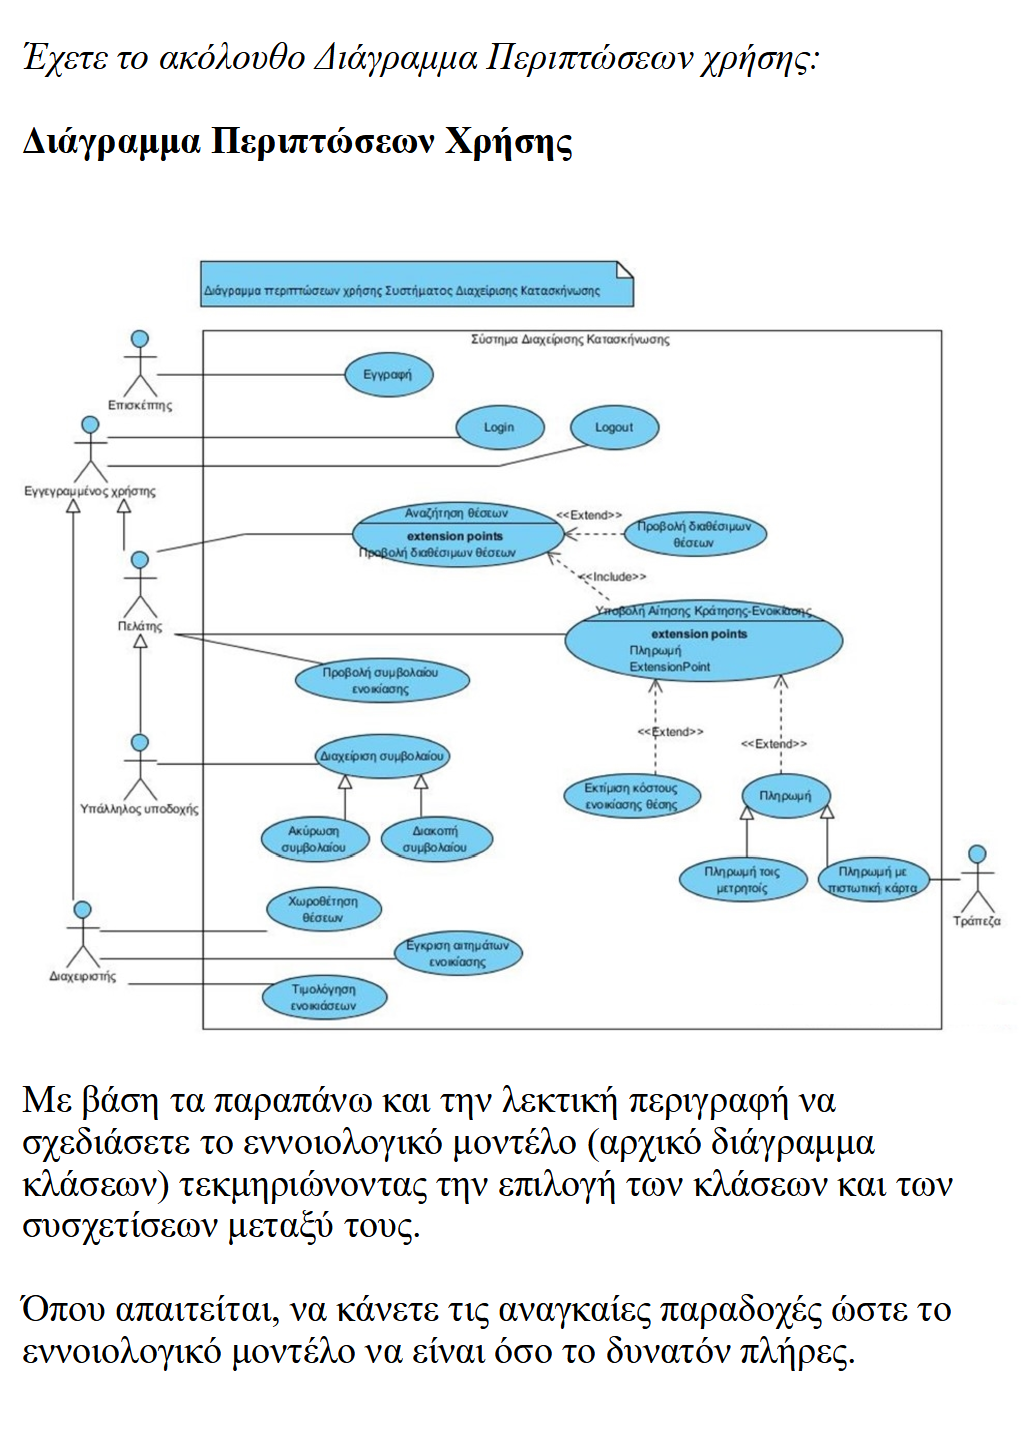 Έχετε το ακόλουθο Διάγραμμα Περιπτώσεων χρήσης:
Διάγραμμα Περιπτώσεων Χρήσης
Διάγραμμα περιπτώσεων χρήσης Συστήματος Διαχείρισης Κατασκήνωσης
Σύστημα Διαχείρισης Κατασκήνωσης
Επισκέπτης
Εγγραφή
Login
Logout
Εγγεγραμμένος χρήστης
Αναζήτηση θέσεων
extension points
Προβολή διαθέσιμων θέσεων
<<Extend>>
Προβολή διαθέσιμων
θέσεων
<<Include>>
Πελάτης
Υποβολή Αίτησης Κράτησης-Ενοικίασης
extension points
Πληρωμή
ExtensionPoint
Προβολή συμβολαίου
ενοικίασης
<<Extend>>
<<Extend>>
Υπάλληλος υποδοχής
Διαχείριση συμβολαίου
Εκτίμιση κόστους
ενοικίασης θέσης
Πληρωμή
Ακύρωση
συμβολαίου
Διακοπή
συμβολαίου
Πληρωμή τοις
μετρητοίς
Πληρωμή με
πιστωτική κάρτα
Τράπεζα
Χωροθέτηση
θέσεων
Διαχειριστής
Έγκριση αιτημάτων
ενοικίασης
Τιμολόγηση
ενοικιάσεων
Με βάση τα παραπάνω και την λεκτική περιγραφή να
σχεδιάσετε το εννοιολογικό μοντέλο (αρχικό διάγραμμα
κλάσεων) τεκμηριώνοντας την επιλογή των κλάσεων και των
συσχετίσεων μεταξύ τους.
Όπου απαιτείται, να κάνετε τις αναγκαίες παραδοχές ώστε το
εννοιολογικό μοντέλο να είναι όσο το δυνατόν πλήρες.